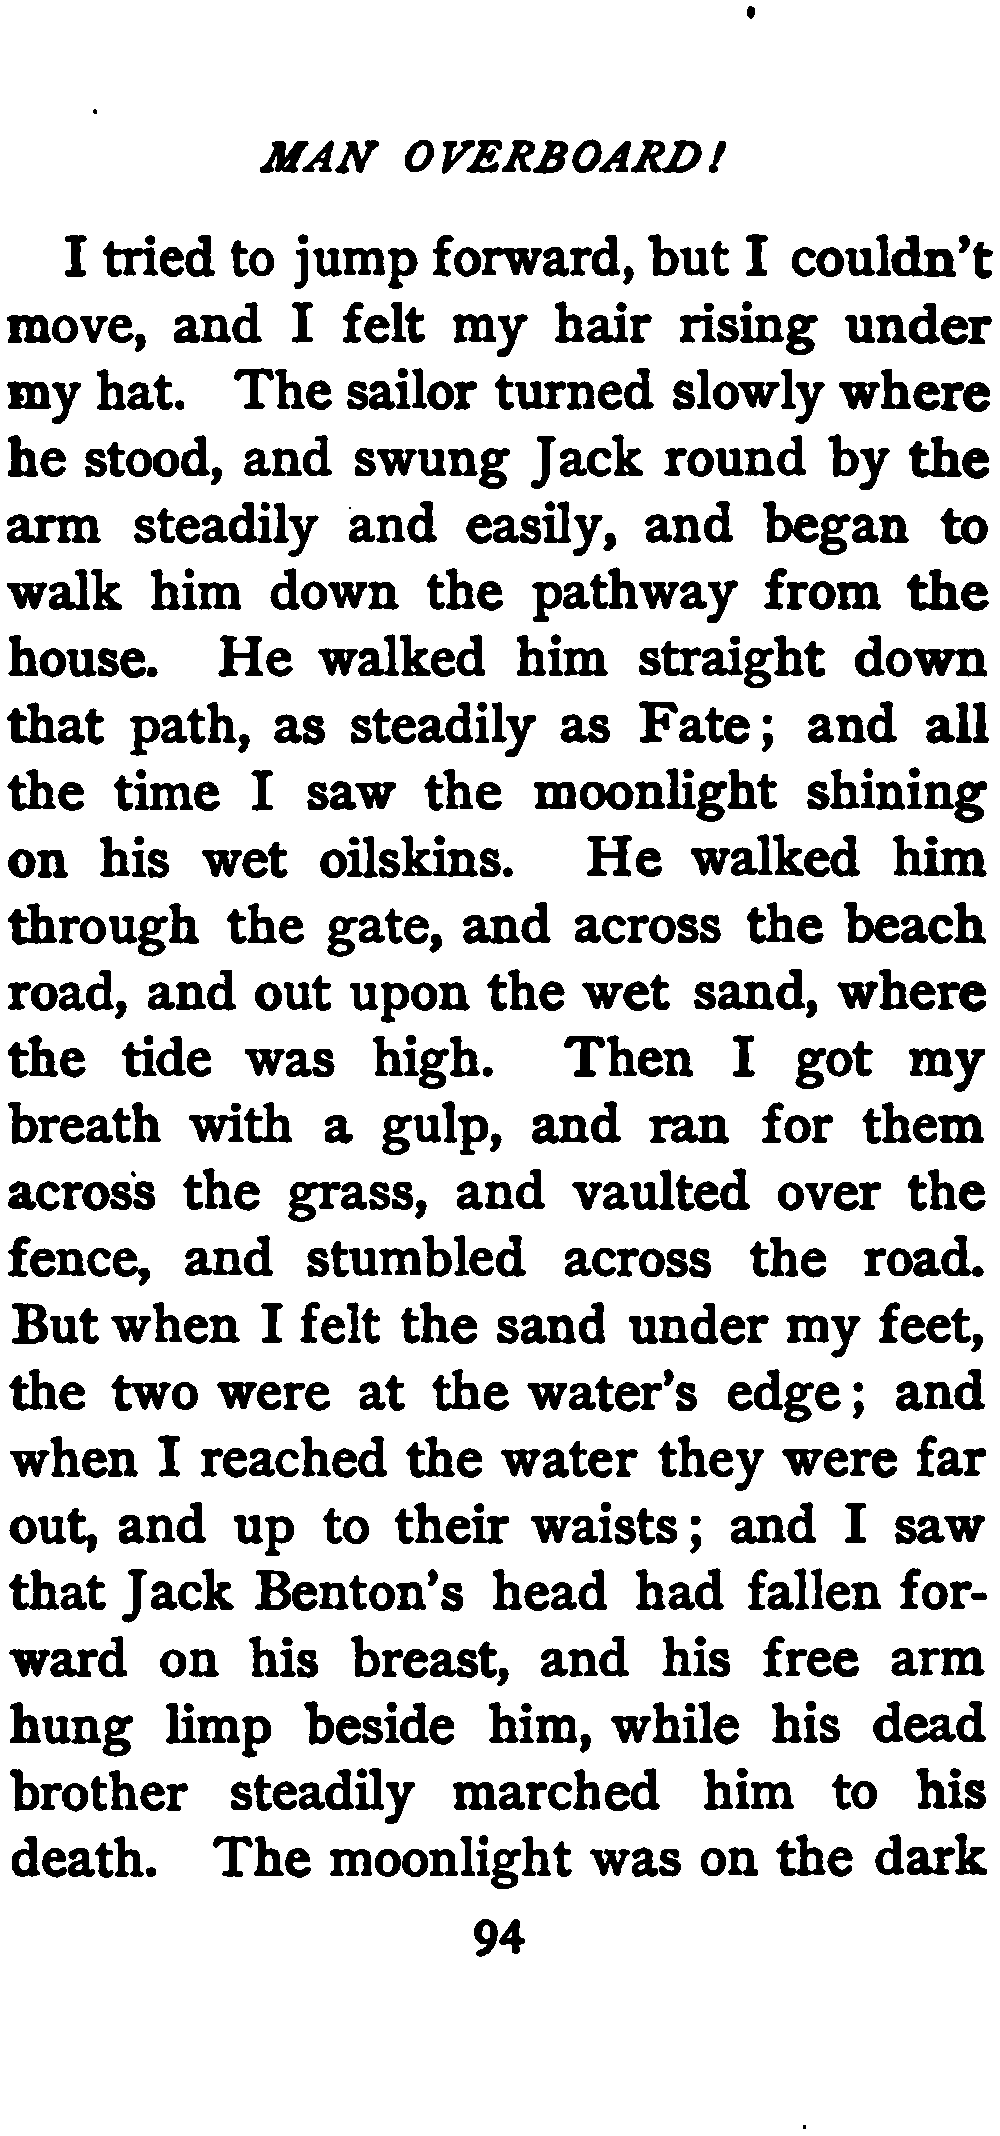 MAN OVERBOARD!
I tried to jump forward, but I couldn't
move, and I felt my hair rising under
my hat. The sailor turned slowly where
he stood, and swung Jack round by the
arm steadily and easily, and began to
walk him down the pathway from the
house. He walked him straight down
that path, as steadily as Fate; and all
the time I saw the moonlight shining
on his wet oilskins. He walked him
through the gate, and across the beach
road, and out upon the wet sand, where
the tide was high. Then I got my
breath with a gulp, and ran for them
across the grass, and vaulted over the
fence, and stumbled across the road.
But when I felt the sand under my feet,
the two were at the water's edge; and
when I reached the water they were far
out, and up to their waists; and I saw
that Jack Benton's head had fallen for-
ward on his breast, and his free arm
hung limp beside him, while his dead
brother steadily marched him to his
death. The moonlight was on the dark
94